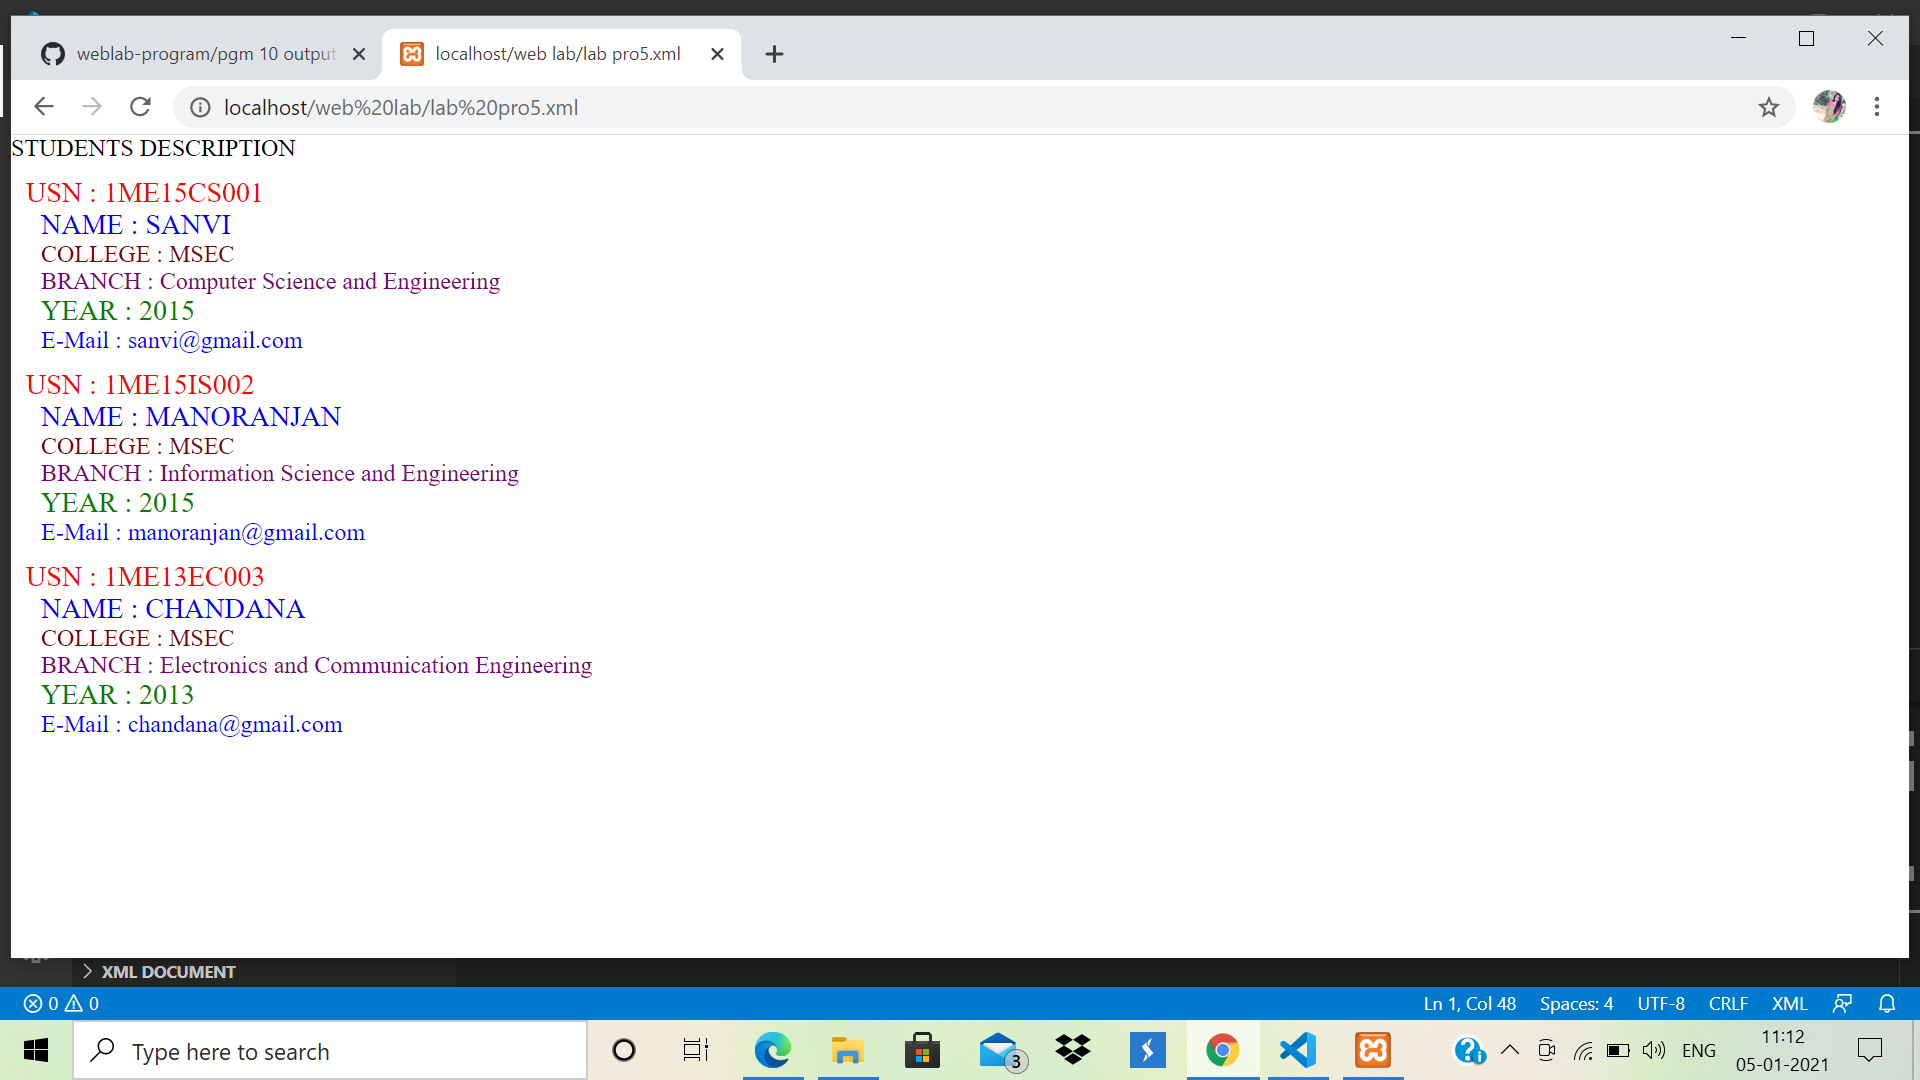 weblab-program/pgm 10 output
localhost/web lab/lab pro5.xml
localhost/web%20lab/lab%20pro5.xml
STUDENTS DESCRIPTION
USN : 1ME15CS001
NAME : SANVI
COLLEGE : MSEC
BRANCH : Computer Science and Engineering
YEAR : 2015
E-Mail : sanvi@gmail.com
USN : 1ME15IS002
NAME : MANORANJAN
COLLEGE : MSEC
BRANCH : Information Science and Engineering
YEAR : 2015
E-Mail : manoranjan@gmail.com
USN : 1ME13EC003
NAME : CHANDANA
COLLEGE : MSEC
BRANCH : Electronics and Communication Engineering
YEAR : 2013
E-Mail : chandana@gmail.com
XML DOCUMENT
0 0 Ln 1, Col 48 Spaces: 4 UTF-8 CRLF XML
Type here to search 3 ENG 11:12
05-01-2021